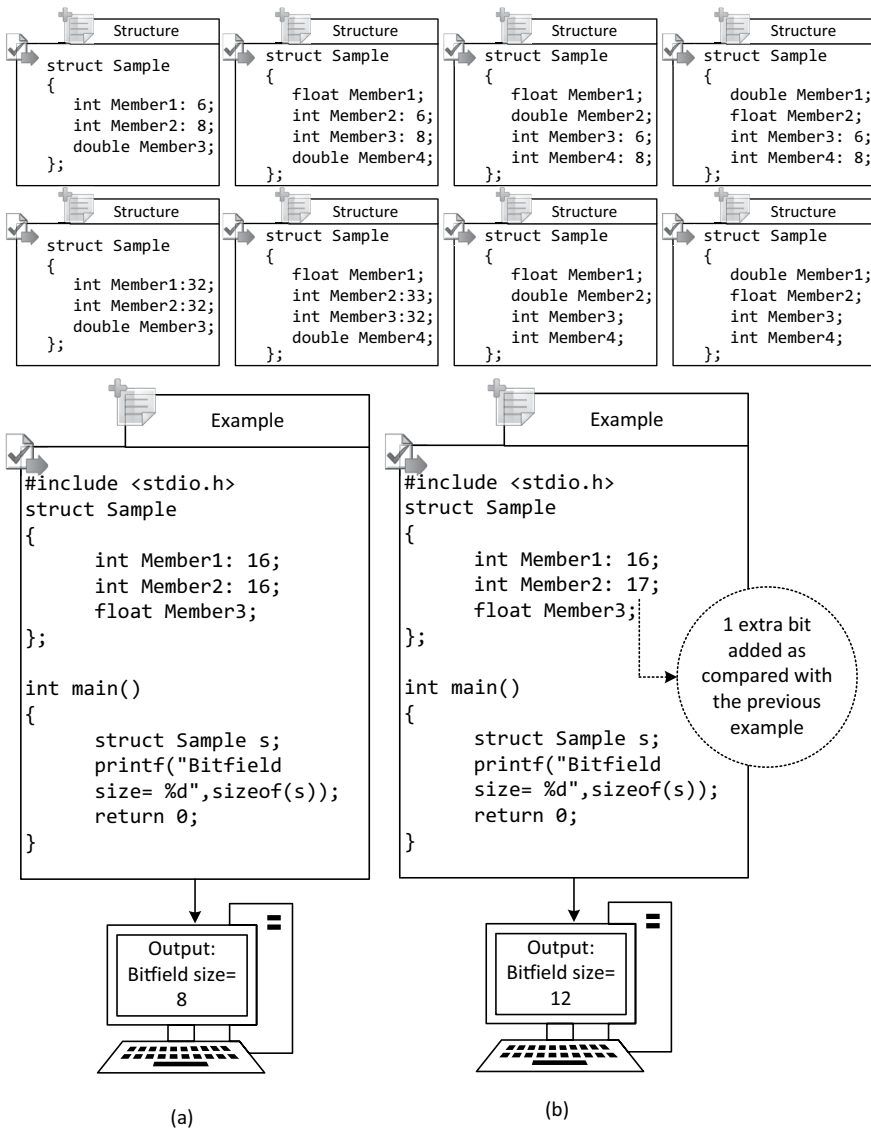 Structure
struct Sample
{
int Member1: 6;
int Member2: 8;
double Member3;
};
Structure
struct Sample
{
float Member1;
int Member2: 6;
int Member3: 8;
double Member4;
};
Structure
struct Sample
{
float Member1;
double Member2;
int Member3: 6;
int Member4: 8;
};
Structure
struct Sample
{
double Member1;
float Member2;
int Member3: 6;
int Member4: 8;
};
Structure
struct Sample
{
int Member1:32;
int Member2:32;
double Member3;
};
Structure
struct Sample
{
float Member1;
int Member2:33;
int Member3:32;
double Member4;
};
Structure
struct Sample
{
float Member1;
double Member2;
int Member3;
int Member4;
};
Structure
struct Sample
{
double Member1;
float Member2;
int Member3;
int Member4;
};
Example
#include <stdio.h>
struct Sample
{
int Member1: 16;
int Member2: 16;
float Member3;
};
int main()
{
struct Sample s;
printf("Bitfield
size= %d",sizeof(s));
return 0;
}
Output:
Bitfield size=
8
(a)
Example
#include <stdio.h>
struct Sample
{
int Member1: 16;
int Member2: 17;
float Member3;
};
int main()
{
struct Sample s;
printf("Bitfield
size= %d",sizeof(s));
return 0;
}
1 extra bit
added as
compared with
the previous
example
Output:
Bitfield size=
12
(b)